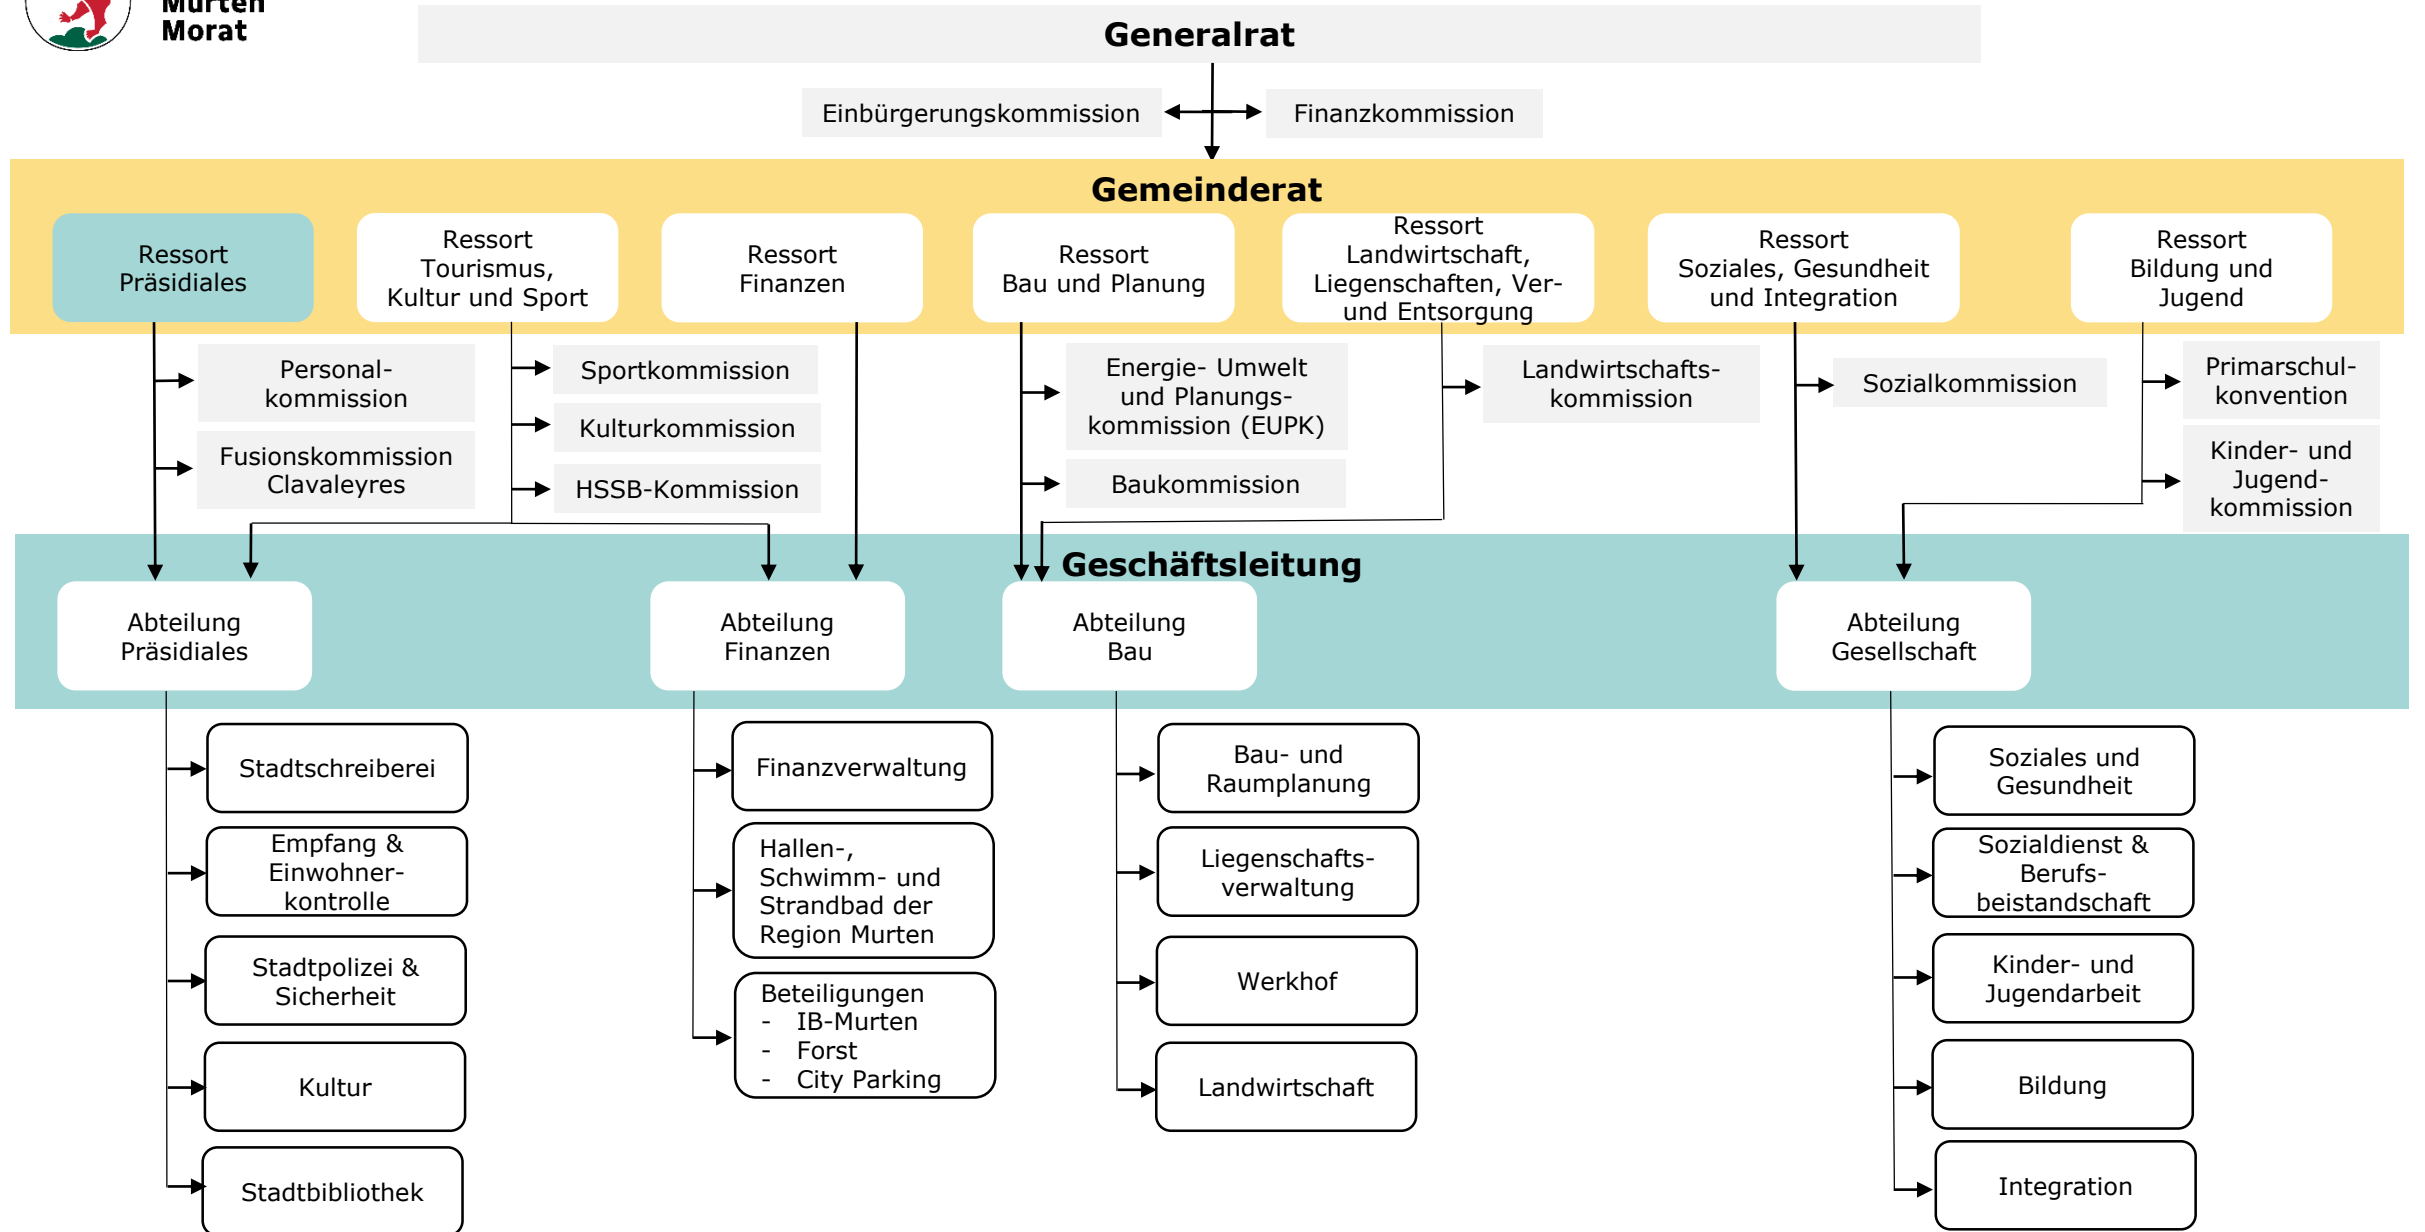 Murten
Morat
Generalrat
Einbürgerungskommission
Finanzkommission
Gemeinderat
Ressort
Präsidiales
Ressort
Tourismus,
Kultur und Sport
Ressort
Finanzen
Ressort
Bau und Planung
Ressort
Landwirtschaft,
Liegenschaften, Ver-
und Entsorgung
Ressort
Soziales, Gesundheit
und Integration
Ressort
Bildung und
Jugend
Personal-
kommission
Fusionskommission
Clavaleyres
Sportkommission
Kulturkommission
HSSB-Kommission
Energie- Umwelt
und Planungs-
kommission (EUPK)
Baukommission
Landwirtschafts-
kommission
Sozialkommission
Primarschul-
konvention
Kinder- und
Jugend-
kommission
Geschäftsleitung
Abteilung
Präsidiales
Abteilung
Finanzen
Abteilung
Bau
Abteilung
Gesellschaft
Stadtschreiberei
Empfang &
Einwohner-
kontrolle
Stadtpolizei &
Sicherheit
Kultur
Stadtbibliothek
Finanzverwaltung
Hallen-,
Schwimm- und
Strandbad der
Region Murten
Beteiligungen
- IB-Murten
- Forst
- City Parking
Bau- und
Raumplanung
Liegenschafts-
verwaltung
Werkhof
Landwirtschaft
Soziales und
Gesundheit
Sozialdienst &
Berufs-
beistandschaft
Kinder- und
Jugendarbeit
Bildung
Integration